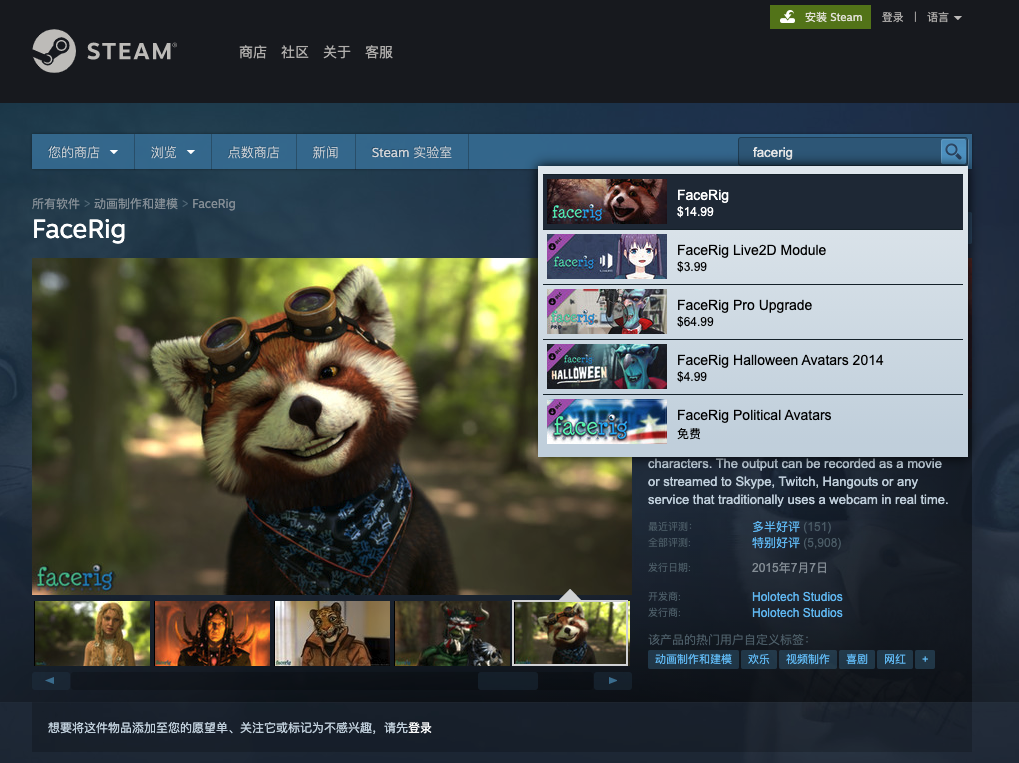 安装 Steam
登录 | 语言
STEAM®
商店 社区 关于 客服
您的商店 浏览 点数商店 新闻 Steam 实验室
facerig
所有软件 > 动画制作和建模 > FaceRig
FaceRig
facerig
FaceRig
$14.99
facerig
FaceRig Live2D Module
$3.99
facerig
FaceRig Pro Upgrade
$64.99
facerig
HALLOWEEN
FaceRig Halloween Avatars 2014
$4.99
facerig
FaceRig Political Avatars
免费
characters. The output can be recorded as a movie
or streamed to Skype, Twitch, Hangouts or any
service that traditionally uses a webcam in real time.
最近评测: 多半好评 (151)
全部评测: 特别好评 (5,908)
发行日期: 2015年7月7日
开发商: Holotech Studios
发行商: Holotech Studios
该产品的热门用户自定义标签:
动画制作和建模 欢乐 视频制作 喜剧 网红 +
facerig
想要将这件物品添加至您的愿望单、关注它或标记为不感兴趣，请先登录